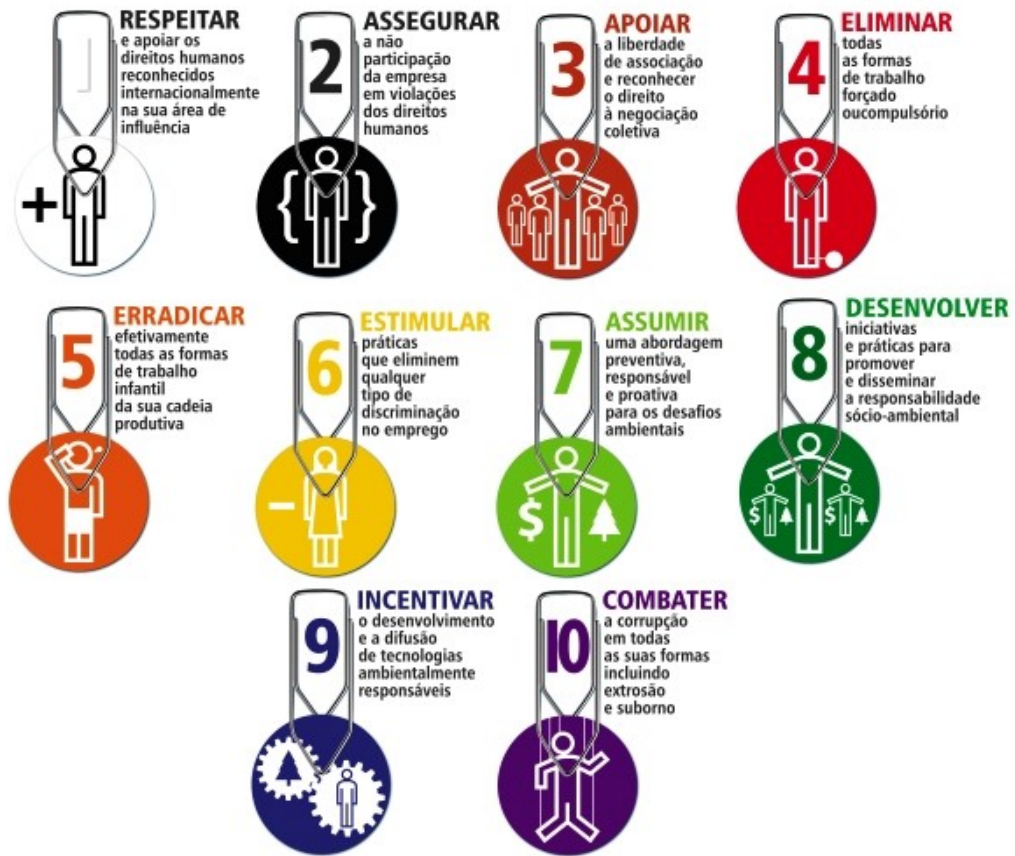 RESPEITAR
e apoiar os
direitos humanos
reconhecidos
internacionalmente
na sua área de
influência
2
ASSEGURAR
a não
participação
da empresa
em violações
dos direitos
humanos
3
APOIAR
a liberdade
de associação
e reconhecer
o direito
à negociação
coletiva
4
ELIMINAR
todas
as formas
de trabalho
forçado
oucompulsório
5
ERRADICAR
efetivamente
todas as formas
de trabalho
infantil
da sua cadeia
produtiva
6
ESTIMULAR
práticas
que eliminem
qualquer
tipo de
discriminação
no emprego
7
ASSUMIR
uma abordagem
preventiva,
responsável
e proativa
para os desafios
ambientais
$
8
DESENVOLVER
iniciativas
e práticas para
promover
e disseminar
a responsabilidade
sócio-ambiental
$ $
9
INCENTIVAR
o desenvolvimento
e a difusão
de tecnologias
ambientalmente
responsáveis
10
COMBATER
a corrupção
em todas
as suas formas
incluindo
extrosão
e suborno